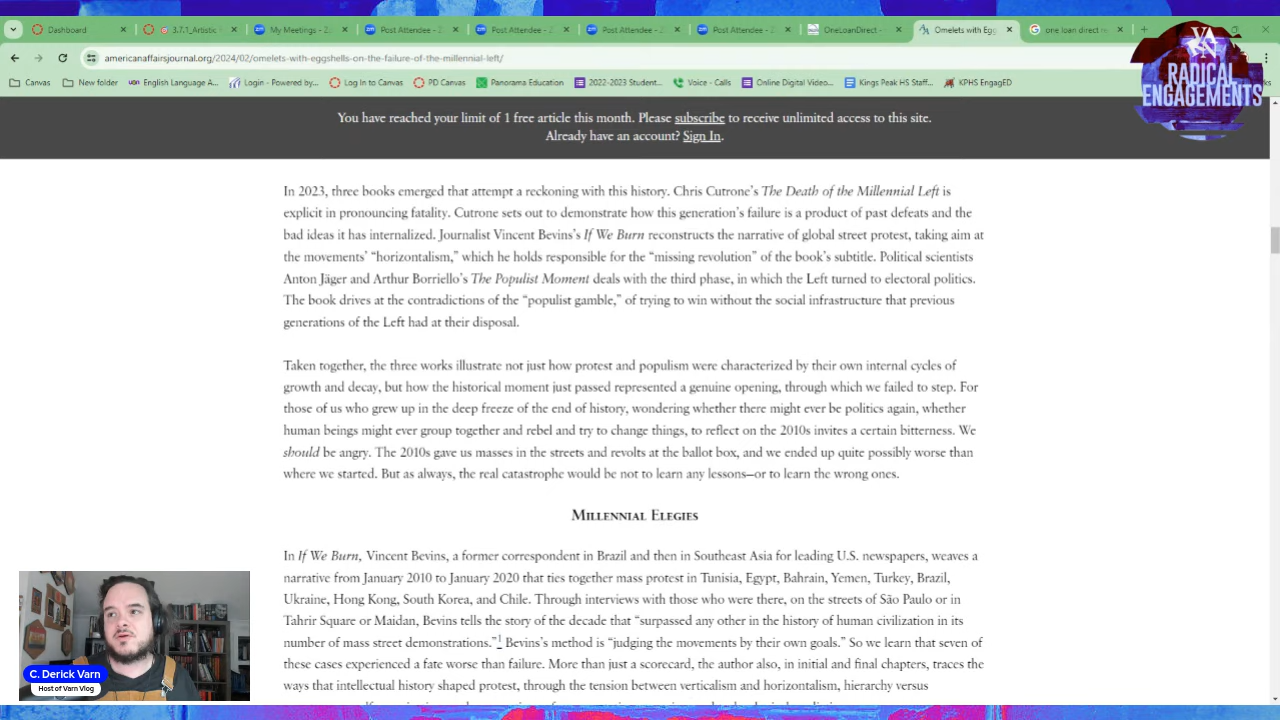 Dashboard
3.7.1_Artistic
My Meetings - Z
Post Attendee - Z
Post Attendee - Z
Post Attendee - Z
Post Attendee - Z
OneLoanDirect -
Omelets with Egg
one loan direct re
americanaffairsjournal.org/2024/02/omelets-with-eggshells-on-the-failure-of-the-millennial-left/
Canvas
New folder
English Language A...
Login - Powered by...
Log In to Canvas
PD Canvas
Panorama Education
2022-2023 Student...
Voice - Calls
Online Digital Video...
Kings Peak HS Staff...
KPHS EngagED
VN
RADICAL
ENGAGEMENTS
You have reached your limit of 1 free article this month. Please subscribe to receive unlimited access to this site.
Already have an account? Sign In.
In 2023, three books emerged that attempt a reckoning with this history. Chris Cutrone's The Death of the Millennial Left is
explicit in pronouncing fatality. Cutrone sets out to demonstrate how this generation's failure is a product of past defeats and the
bad ideas it has internalized. Journalist Vincent Bevins's If We Burn reconstructs the narrative of global street protest, taking aim at
the movements' “horizontalism,” which he holds responsible for the “missing revolution” of the book's subtitle. Political scientists
Anton Jäger and Arthur Borriello's The Populist Moment deals with the third phase, in which the Left turned to electoral politics.
The book drives at the contradictions of the “populist gamble,” of trying to win without the social infrastructure that previous
generations of the Left had at their disposal.
Taken together, the three works illustrate not just how protest and populism were characterized by their own internal cycles of
growth and decay, but how the historical moment just passed represented a genuine opening, through which we failed to step. For
those of us who grew up in the deep freeze of the end of history, wondering whether there might ever be politics again, whether
human beings might ever group together and rebel and try to change things, to reflect on the 2010s invites a certain bitterness. We
should be angry. The 2010s gave us masses in the streets and revolts at the ballot box, and we ended up quite possibly worse than
where we started. But as always, the real catastrophe would be not to learn any lessons—or to learn the wrong ones.
Millennial Elegies
In If We Burn, Vincent Bevins, a former correspondent in Brazil and then in Southeast Asia for leading U.S. newspapers, weaves a
narrative from January 2010 to January 2020 that ties together mass protest in Tunisia, Egypt, Bahrain, Yemen, Turkey, Brazil,
Ukraine, Hong Kong, South Korea, and Chile. Through interviews with those who were there, on the streets of São Paulo or in
Tahrir Square or Maidan, Bevins tells the story of the decade that “surpassed any other in the history of human civilization in its
number of mass street demonstrations.”1 Bevins's method is “judging the movements by their own goals.” So we learn that seven of
these cases experienced a fate worse than failure. More than just a scorecard, the author also, in initial and final chapters, traces the
ways that intellectual history shaped protest, through the tension between verticalism and horizontalism, hierarchy versus
C. Derick Varn
Host of Varn Vlog